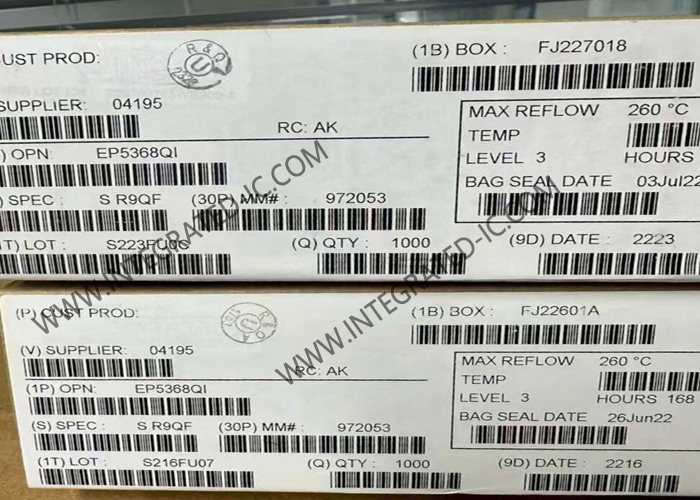 CUST PROD:
R & Q
U
(1B) BOX : FJ227018
SUPPLIER: 04195
RC: AK
MAX REFLOW 260 °C
TEMP
LEVEL 3 HOURS
BAG SEAL DATE 03Jul22
) OPN: EP5368QI
) SPEC : S R9QF (30P) MM# : 972053
1T) LOT : (Q) QTY : 1000 (9D) DATE : 2223
WWW.INTEGRATED-IC.COM
WWW.INTEGRATED-IC.COM
(P) CUST PROD:
R & Q A
U
(1B) BOX : FJ22601A
(V) SUPPLIER: 04195
RC: AK
MAX REFLOW 260 °C
TEMP
LEVEL 3 HOURS 168
BAG SEAL DATE 26Jun22
(1P) OPN: EP5368QI
(S) SPEC : S R9QF (30P) MM# : 972053
(1T) LOT : S216FU07 (Q) QTY : 1000 (9D) DATE : 2216